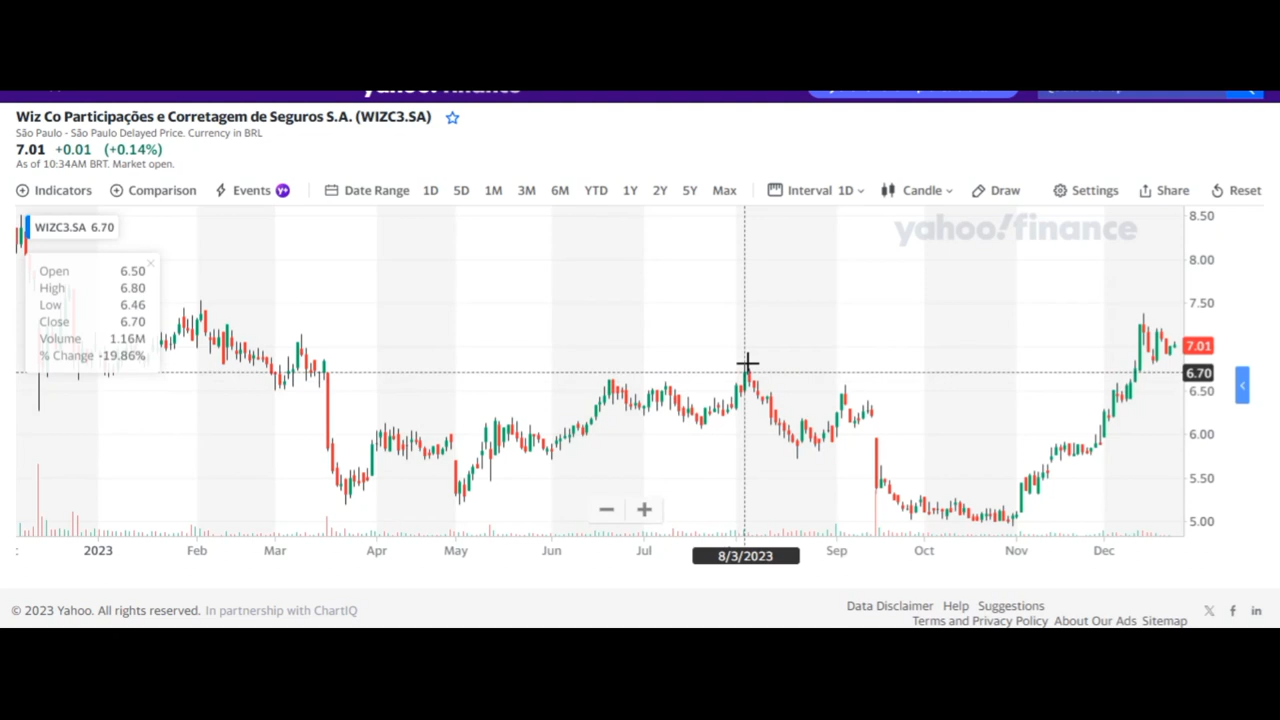 yahoo!finance
Wiz Co Participações e Corretagem de Seguros S.A. (WIZC3.SA)
São Paulo - São Paulo Delayed Price. Currency in BRL
7.01 +0.01 (+0.14%)
As of 10:34AM BRT. Market open.
Indicators Comparison Events Y+ Date Range 1D 5D 1M 3M 6M YTD 1Y 2Y 5Y Max Interval 1D Candle Draw Settings Share Reset
WIZC3.SA 6.70
yahoo!finance
Open 6.50
High 6.80
Low 6.46
Close 6.70
Volume 1.16M
% Change -19.86%
8.50
8.00
7.50
7.01
6.70
6.50
6.00
5.50
5.00
2023 Feb Mar Apr May Jun Jul 8/3/2023 Sep Oct Nov Dec
© 2023 Yahoo. All rights reserved. In partnership with ChartIQ
Data Disclaimer Help Suggestions
Terms and Privacy Policy About Our Ads Sitemap